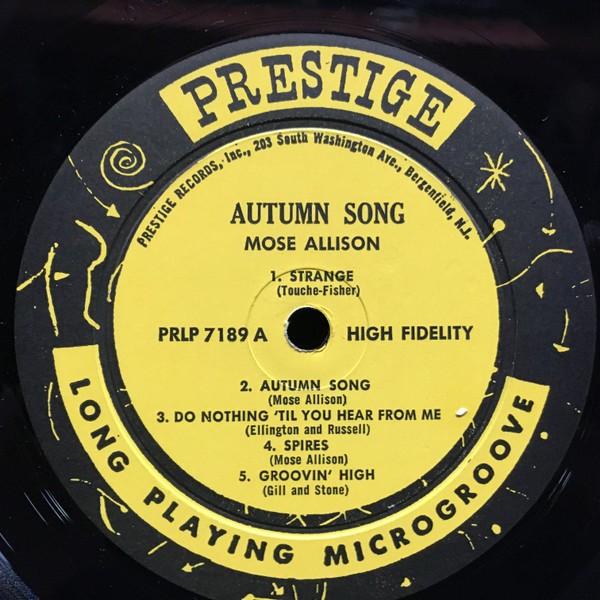 PRESTIGE
PRESTIGE RECORDS, Inc., 203 South Washington Ave., Bergenfield, N.J.
AUTUMN SONG
MOSE ALLISON
1. STRANGE
(Touche-Fisher)
PRLP 7189 A HIGH FIDELITY
2. AUTUMN SONG
(Mose Allison)
3. DO NOTHING 'TIL YOU HEAR FROM ME
(Ellington and Russell)
4. SPIRES
(Mose Allison)
5. GROOVIN' HIGH
(Gill and Stone)
LONG PLAYING MICROGROOVE